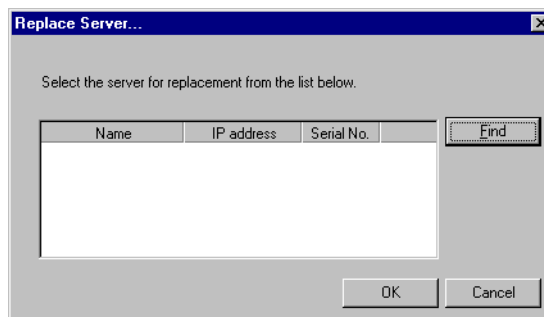 Replace Server...
Select the server for replacement from the list below.
Name IP address Serial No.
Find
OK Cancel